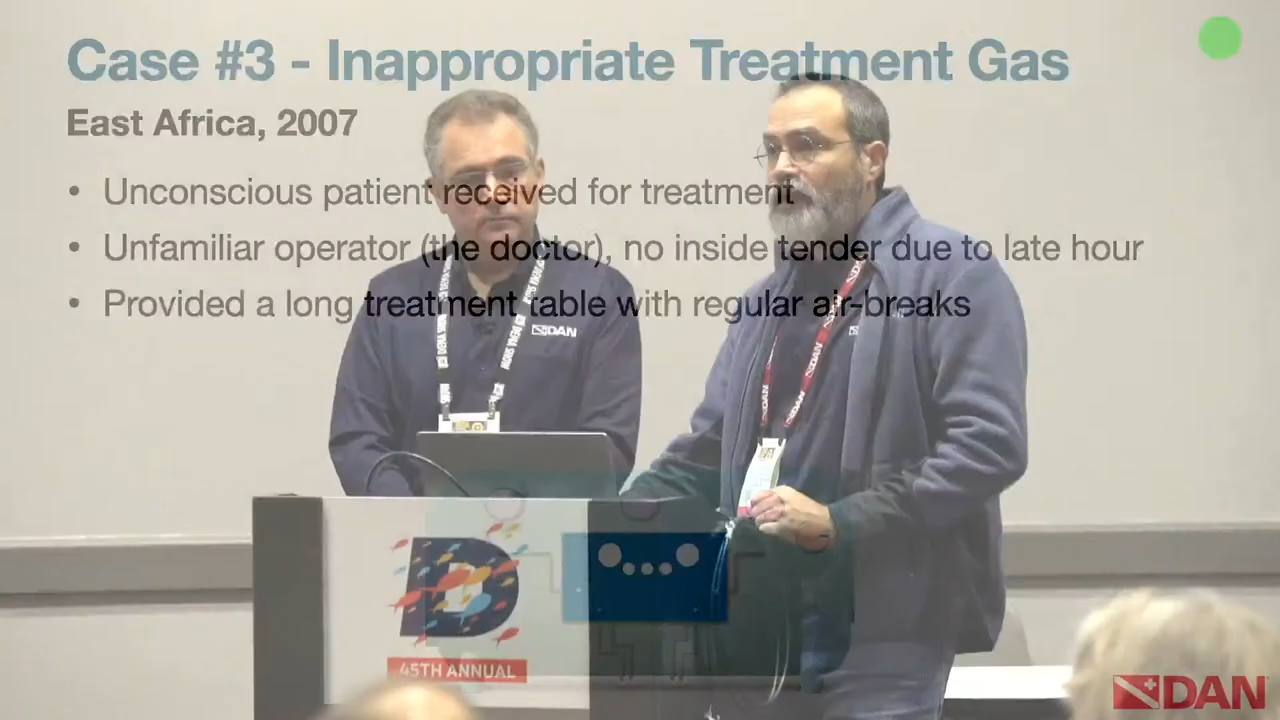 Case #3 - Inappropriate Treatment Gas
East Africa, 2007
• Unconscious patient received for treatment
• Unfamiliar operator (the doctor), no inside tender due to late hour
• Provided a long treatment table with regular air-breaks
DAN
DAN
DAN
45TH ANNUAL
DAN